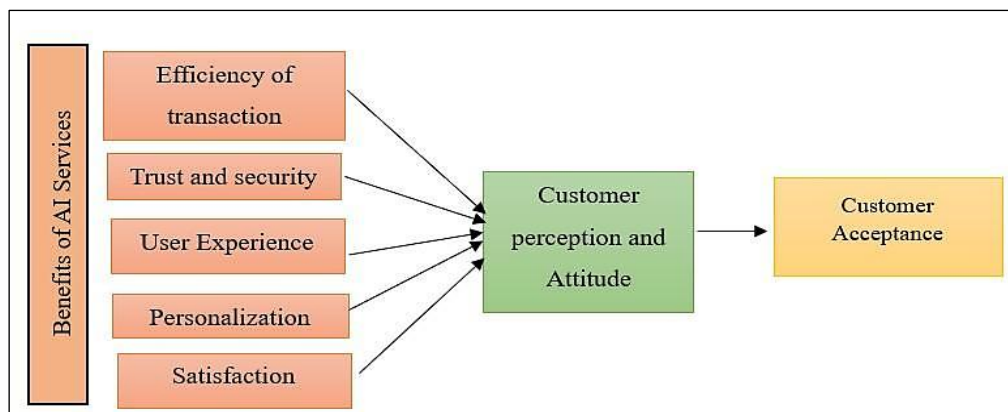 Benefits of AI Services
Efficiency of
transaction
Trust and security
User Experience
Personalization
Satisfaction
Customer
perception and
Attitude
Customer
Acceptance